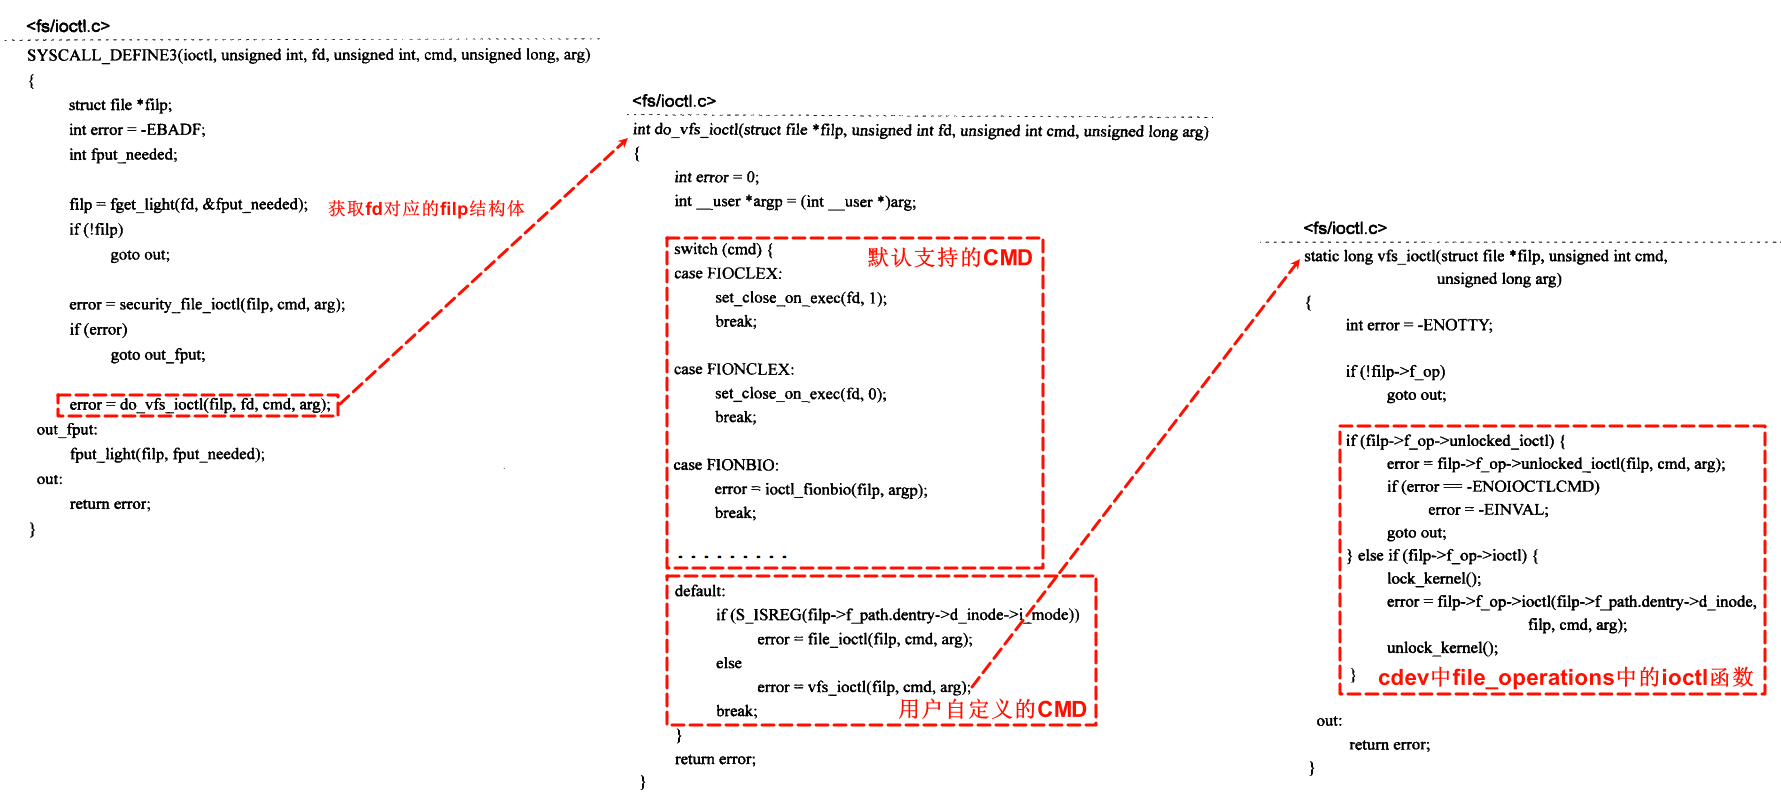 <fs/ioctl.c>
SYSCALL_DEFINE3(ioctl, unsigned int, fd, unsigned int, cmd, unsigned long, arg)
{
struct file *filp;
int error = -EBADF;
int fput_needed;
filp = fget_light(fd, &fput_needed); 获取fd对应的filp结构体
if (!filp)
goto out;
error = security_file_ioctl(filp, cmd, arg);
if (error)
goto out_fput;
error = do_vfs_ioctl(filp, fd, cmd, arg);
out_fput:
fput_light(filp, fput_needed);
out:
return error;
}
<fs/ioctl.c>
int do_vfs_ioctl(struct file *filp, unsigned int fd, unsigned int cmd, unsigned long arg)
{
int error = 0;
int __user *argp = (int __user *)arg;
switch (cmd) {
默认支持的CMD
case FIOCLEX:
set_close_on_exec(fd, 1);
break;
case FIONCLEX:
set_close_on_exec(fd, 0);
break;
case FIONBIO:
error = ioctl_fionbio(filp, argp);
break;
. . . . . . . . .
default:
if (S_ISREG(filp->f_path.dentry->d_inode->i_mode))
error = file_ioctl(filp, cmd, arg);
else
error = vfs_ioctl(filp, cmd, arg);
break;
用户自定义的CMD
}
return error;
}
<fs/ioctl.c>
static long vfs_ioctl(struct file *filp, unsigned int cmd,
unsigned long arg)
{
int error = -ENOTTY;
if (!filp->f_op)
goto out;
if (filp->f_op->unlocked_ioctl) {
error = filp->f_op->unlocked_ioctl(filp, cmd, arg);
if (error == -ENOIOCTLCMD)
error = -EINVAL;
goto out;
} else if (filp->f_op->ioctl) {
lock_kernel();
error = filp->f_op->ioctl(filp->f_path.dentry->d_inode,
filp, cmd, arg);
unlock_kernel();
} cdev中file_operations中的ioctl函数
out:
return error;
}